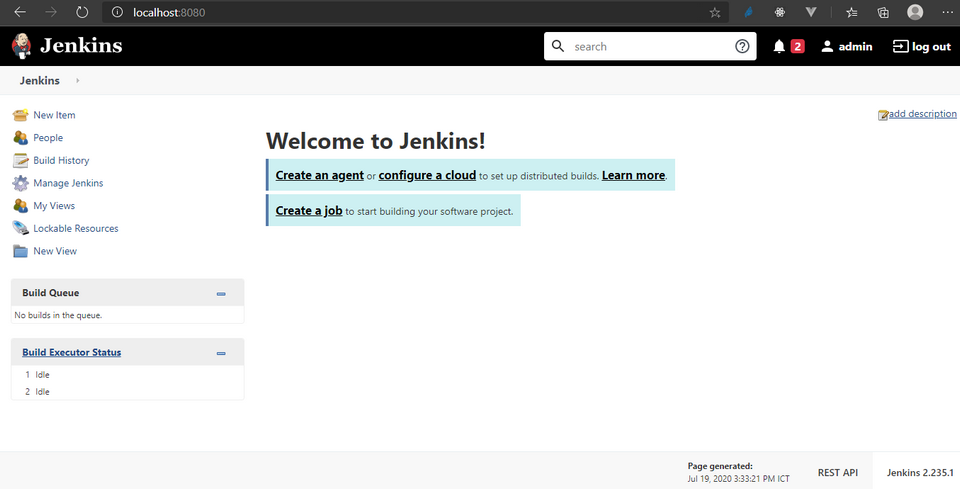 localhost:8080
Jenkins
search
2
admin
log out
Jenkins
New Item
People
Build History
Manage Jenkins
My Views
Lockable Resources
New View
add description
Welcome to Jenkins!
Create an agent or configure a cloud to set up distributed builds. Learn more.
Create a job to start building your software project.
Build Queue
No builds in the queue.
Build Executor Status
1 Idle
2 Idle
Page generated:
Jul 19, 2020 3:33:21 PM ICT
REST API
Jenkins 2.235.1